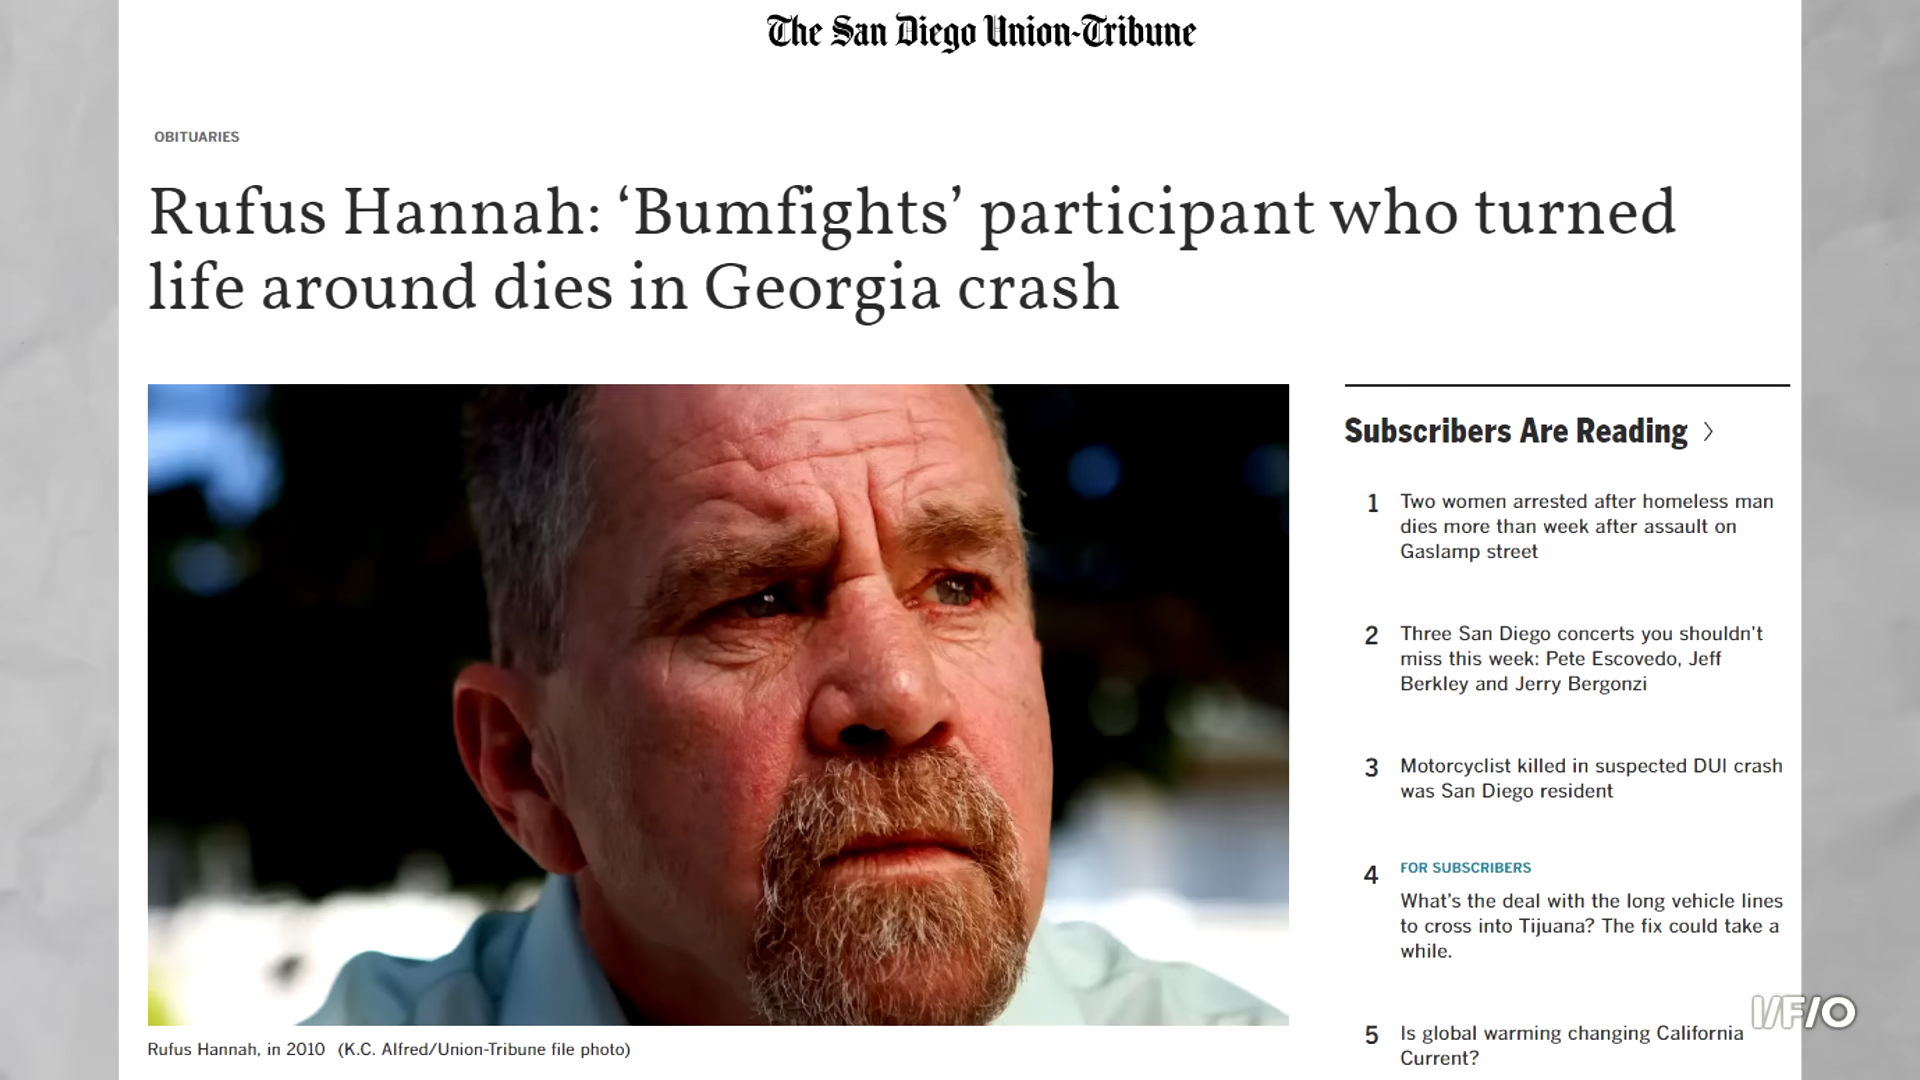 The San Diego Union-Tribune
OBITUARIES
Rufus Hannah: ‘Bumfights’ participant who turned
life around dies in Georgia crash
Rufus Hannah, in 2010 (K.C. Alfred/Union-Tribune file photo)
Subscribers Are Reading >
1 Two women arrested after homeless man
dies more than week after assault on
Gaslamp street
2 Three San Diego concerts you shouldn't
miss this week: Pete Escovedo, Jeff
Berkley and Jerry Bergonzi
3 Motorcyclist killed in suspected DUI crash
was San Diego resident
4 FOR SUBSCRIBERS
What's the deal with the long vehicle lines
to cross into Tijuana? The fix could take a
while.
5 Is global warming changing California
Current?
I/F/O